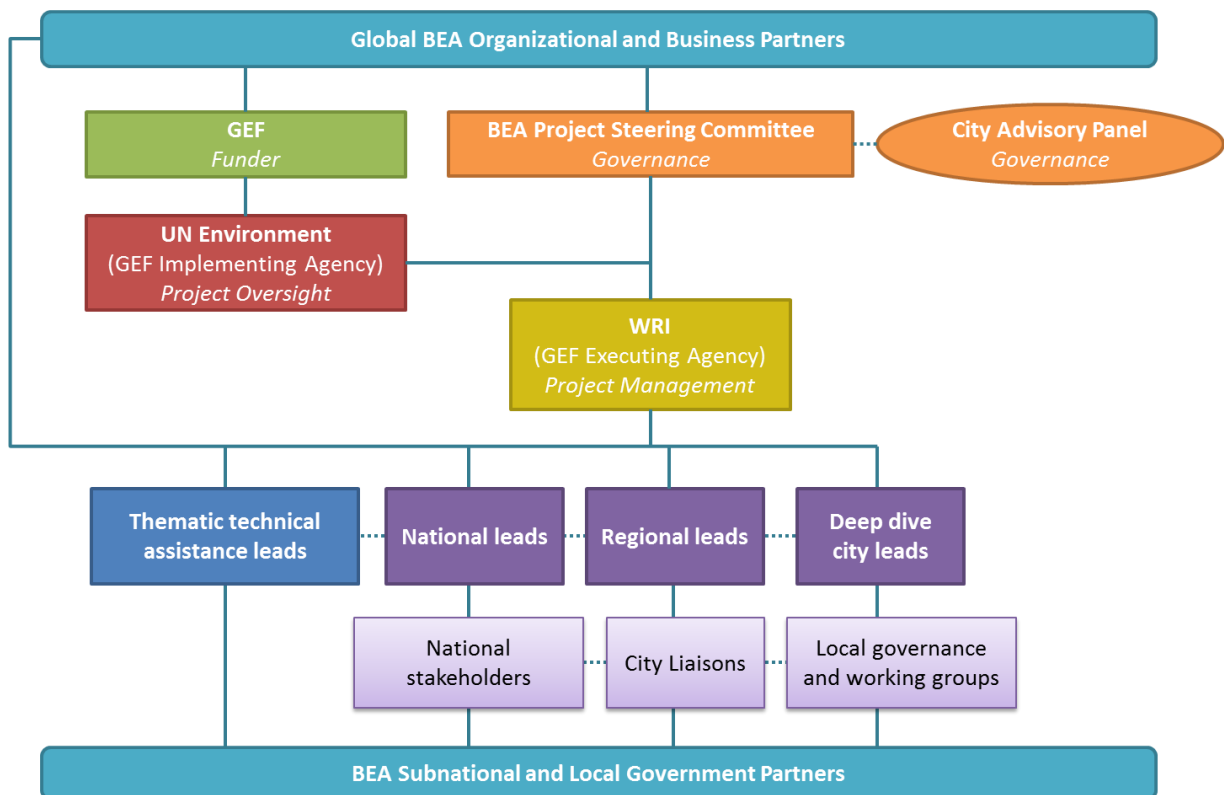 Global BEA Organizational and Business Partners
GEF
Funder
BEA Project Steering Committee
Governance
City Advisory Panel
Governance
UN Environment
(GEF Implementing Agency)
Project Oversight
WRI
(GEF Executing Agency)
Project Management
Thematic technical
assistance leads
National leads
Regional leads
Deep dive
city leads
National
stakeholders
City Liaisons
Local governance
and working groups
BEA Subnational and Local Government Partners